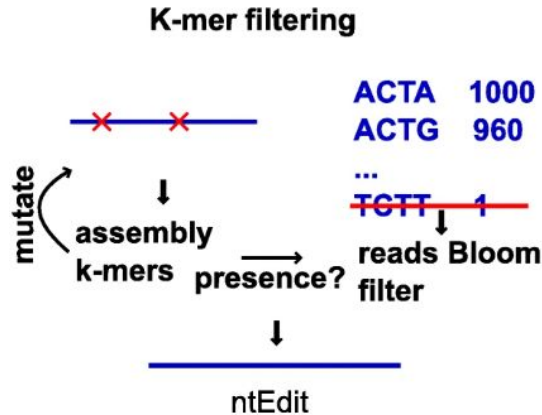 K-mer filtering
ACTA 1000
ACTG 960
...
TCTT 1
mutate
assembly
k-mers
presence?
reads Bloom
filter
ntEdit